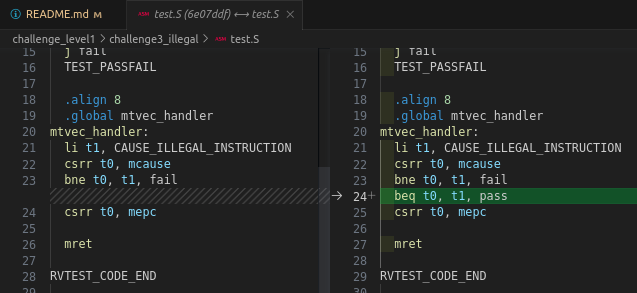 README.md M
test.S (6e07ddf) ↔ test.S
challenge_level1 > challenge3_illegal > test.S
15 j fail
16 TEST_PASSFAIL
17
18 .align 8
19 .global mtvec_handler
20 mtvec_handler:
21 li t1, CAUSE_ILLEGAL_INSTRUCTION
22 csrr t0, mcause
23 bne t0, t1, fail
24 csrr t0, mepc
25
26 mret
27
28 RVTEST_CODE_END
29
15 j fail
16 TEST_PASSFAIL
17
18 .align 8
19 .global mtvec_handler
20 mtvec_handler:
21 li t1, CAUSE_ILLEGAL_INSTRUCTION
22 csrr t0, mcause
23 bne t0, t1, fail
→ 24+ beq t0, t1, pass
25 csrr t0, mepc
26
27 mret
28
29 RVTEST_CODE_END
30